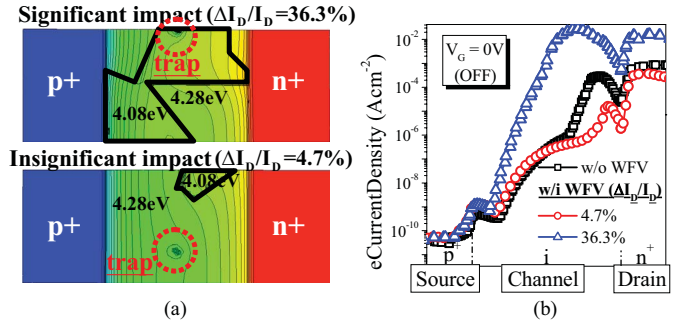 Significant impact (ΔI_D/I_D=36.3%)
p+
trap
4.08eV
4.28eV
n+
Insignificant impact (ΔI_D/I_D=4.7%)
p+
4.28eV
4.08eV
trap
n+
(a)
eCurrentDensity (Acm⁻²)
10⁻²
10⁻⁴
10⁻⁶
10⁻⁸
10⁻¹⁰
V_G = 0V
(OFF)
w/o WFV
w/i WFV (ΔI_D/I_D)
4.7%
36.3%
p⁺
i
n⁺
Source
Channel
Drain
(b)